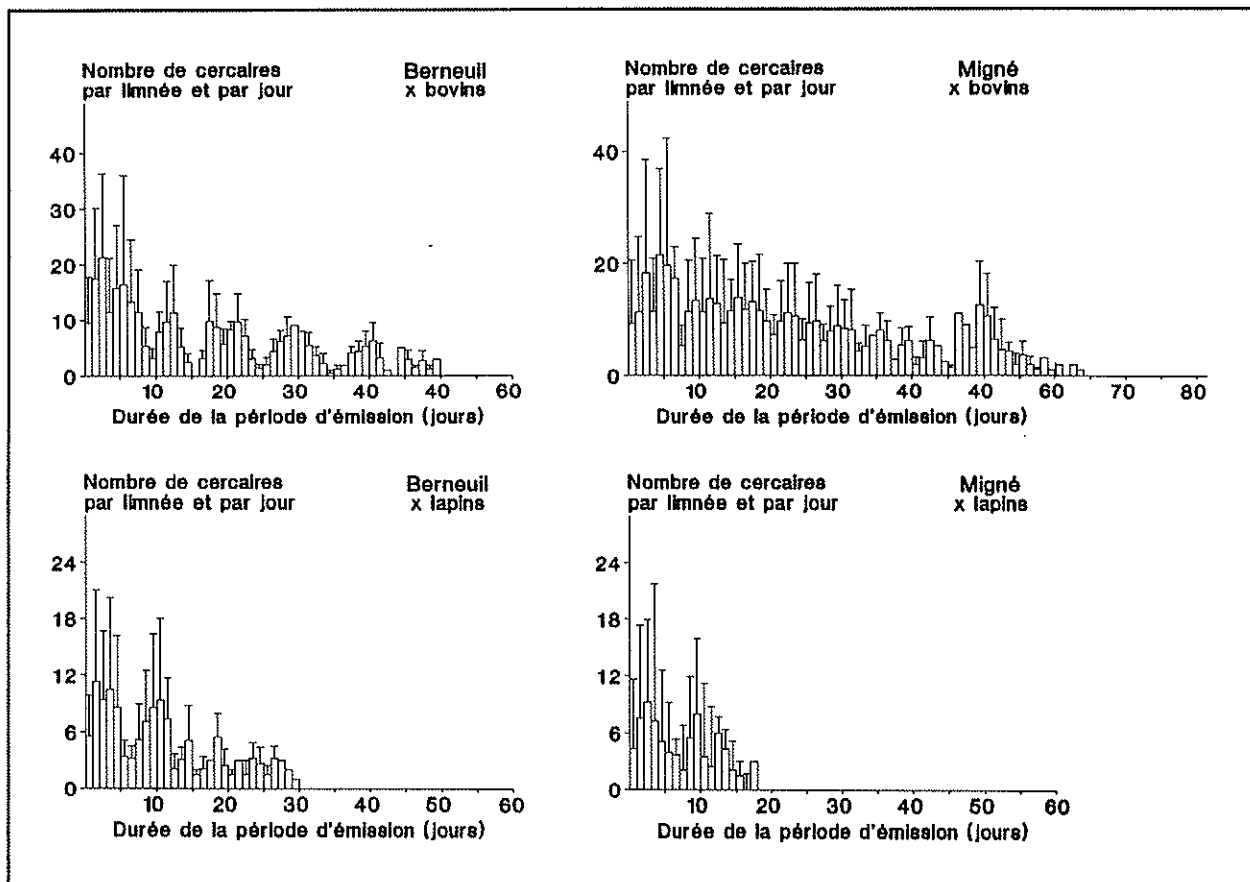 Nombre de cercaires
par limnée et par jour
Berneuil
x bovins
40
30
20
10
0
10 20 30 40 50 60
Durée de la période d'émission (jours)
Nombre de cercaires
par limnée et par jour
Migné
x bovins
40
20
0
10 20 30 40 50 40 60 70 80
Durée de la période d'émission (jours)
Nombre de cercaires
par limnée et par jour
Berneuil
x lapins
24
18
12
6
0
10 20 30 40 50 60
Durée de la période d'émission (jours)
Nombre de cercaires
par limnée et par jour
Migné
x lapins
24
18
12
6
0
10 20 30 40 50 60
Durée de la période d'émission (jours)